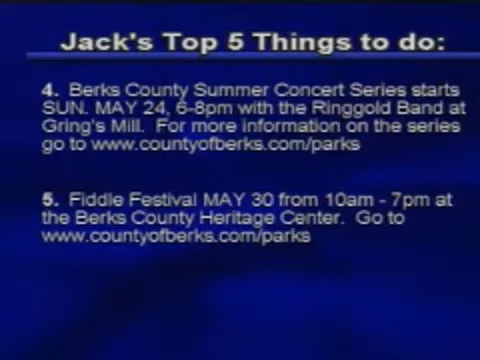 Jack's Top 5 Things to do:
4. Berks County Summer Concert Series starts
SUN. MAY 24, 6-8pm with the Ringgold Band at
Gring's Mill. For more information on the series
go to www.countyofberks.com/parks
5. Fiddle Festival MAY 30 from 10am - 7pm at
the Berks County Heritage Center. Go to
www.countyofberks.com/parks